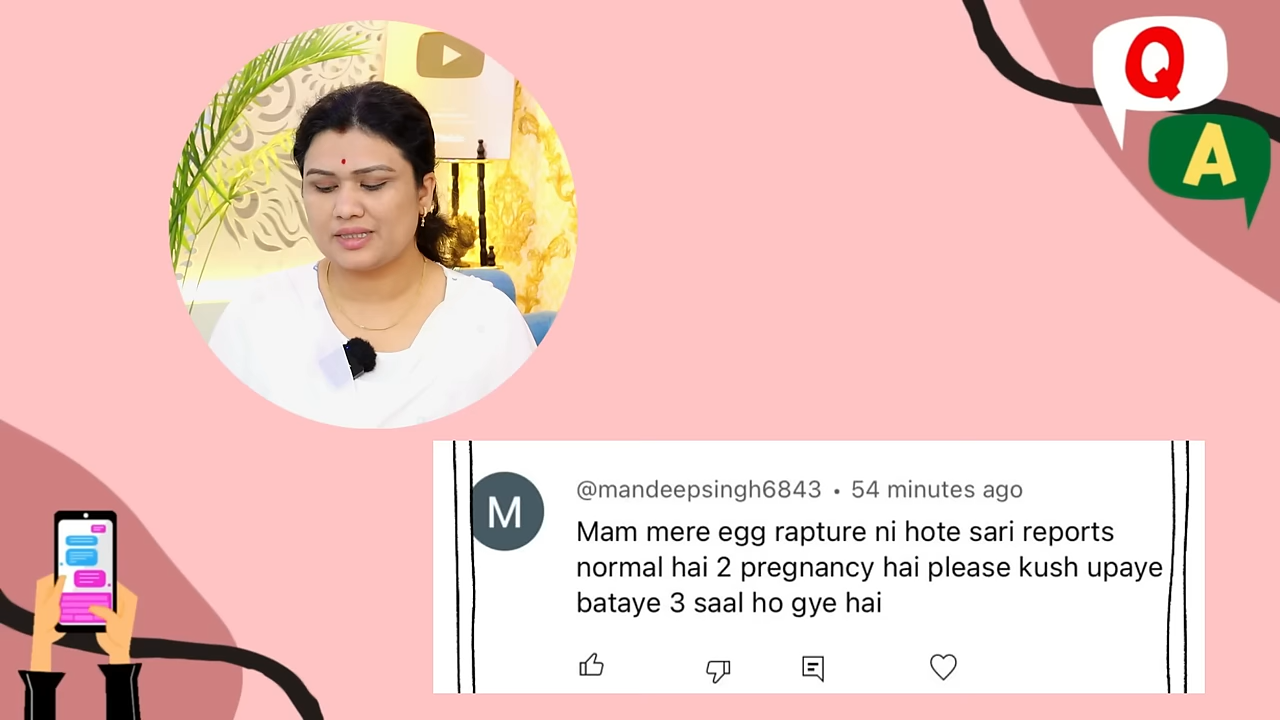 Q
A
M
@mandeepsingh6843 • 54 minutes ago
Mam mere egg rapture ni hote sari reports
normal hai 2 pregnancy hai please kush upaye
bataye 3 saal ho gye hai